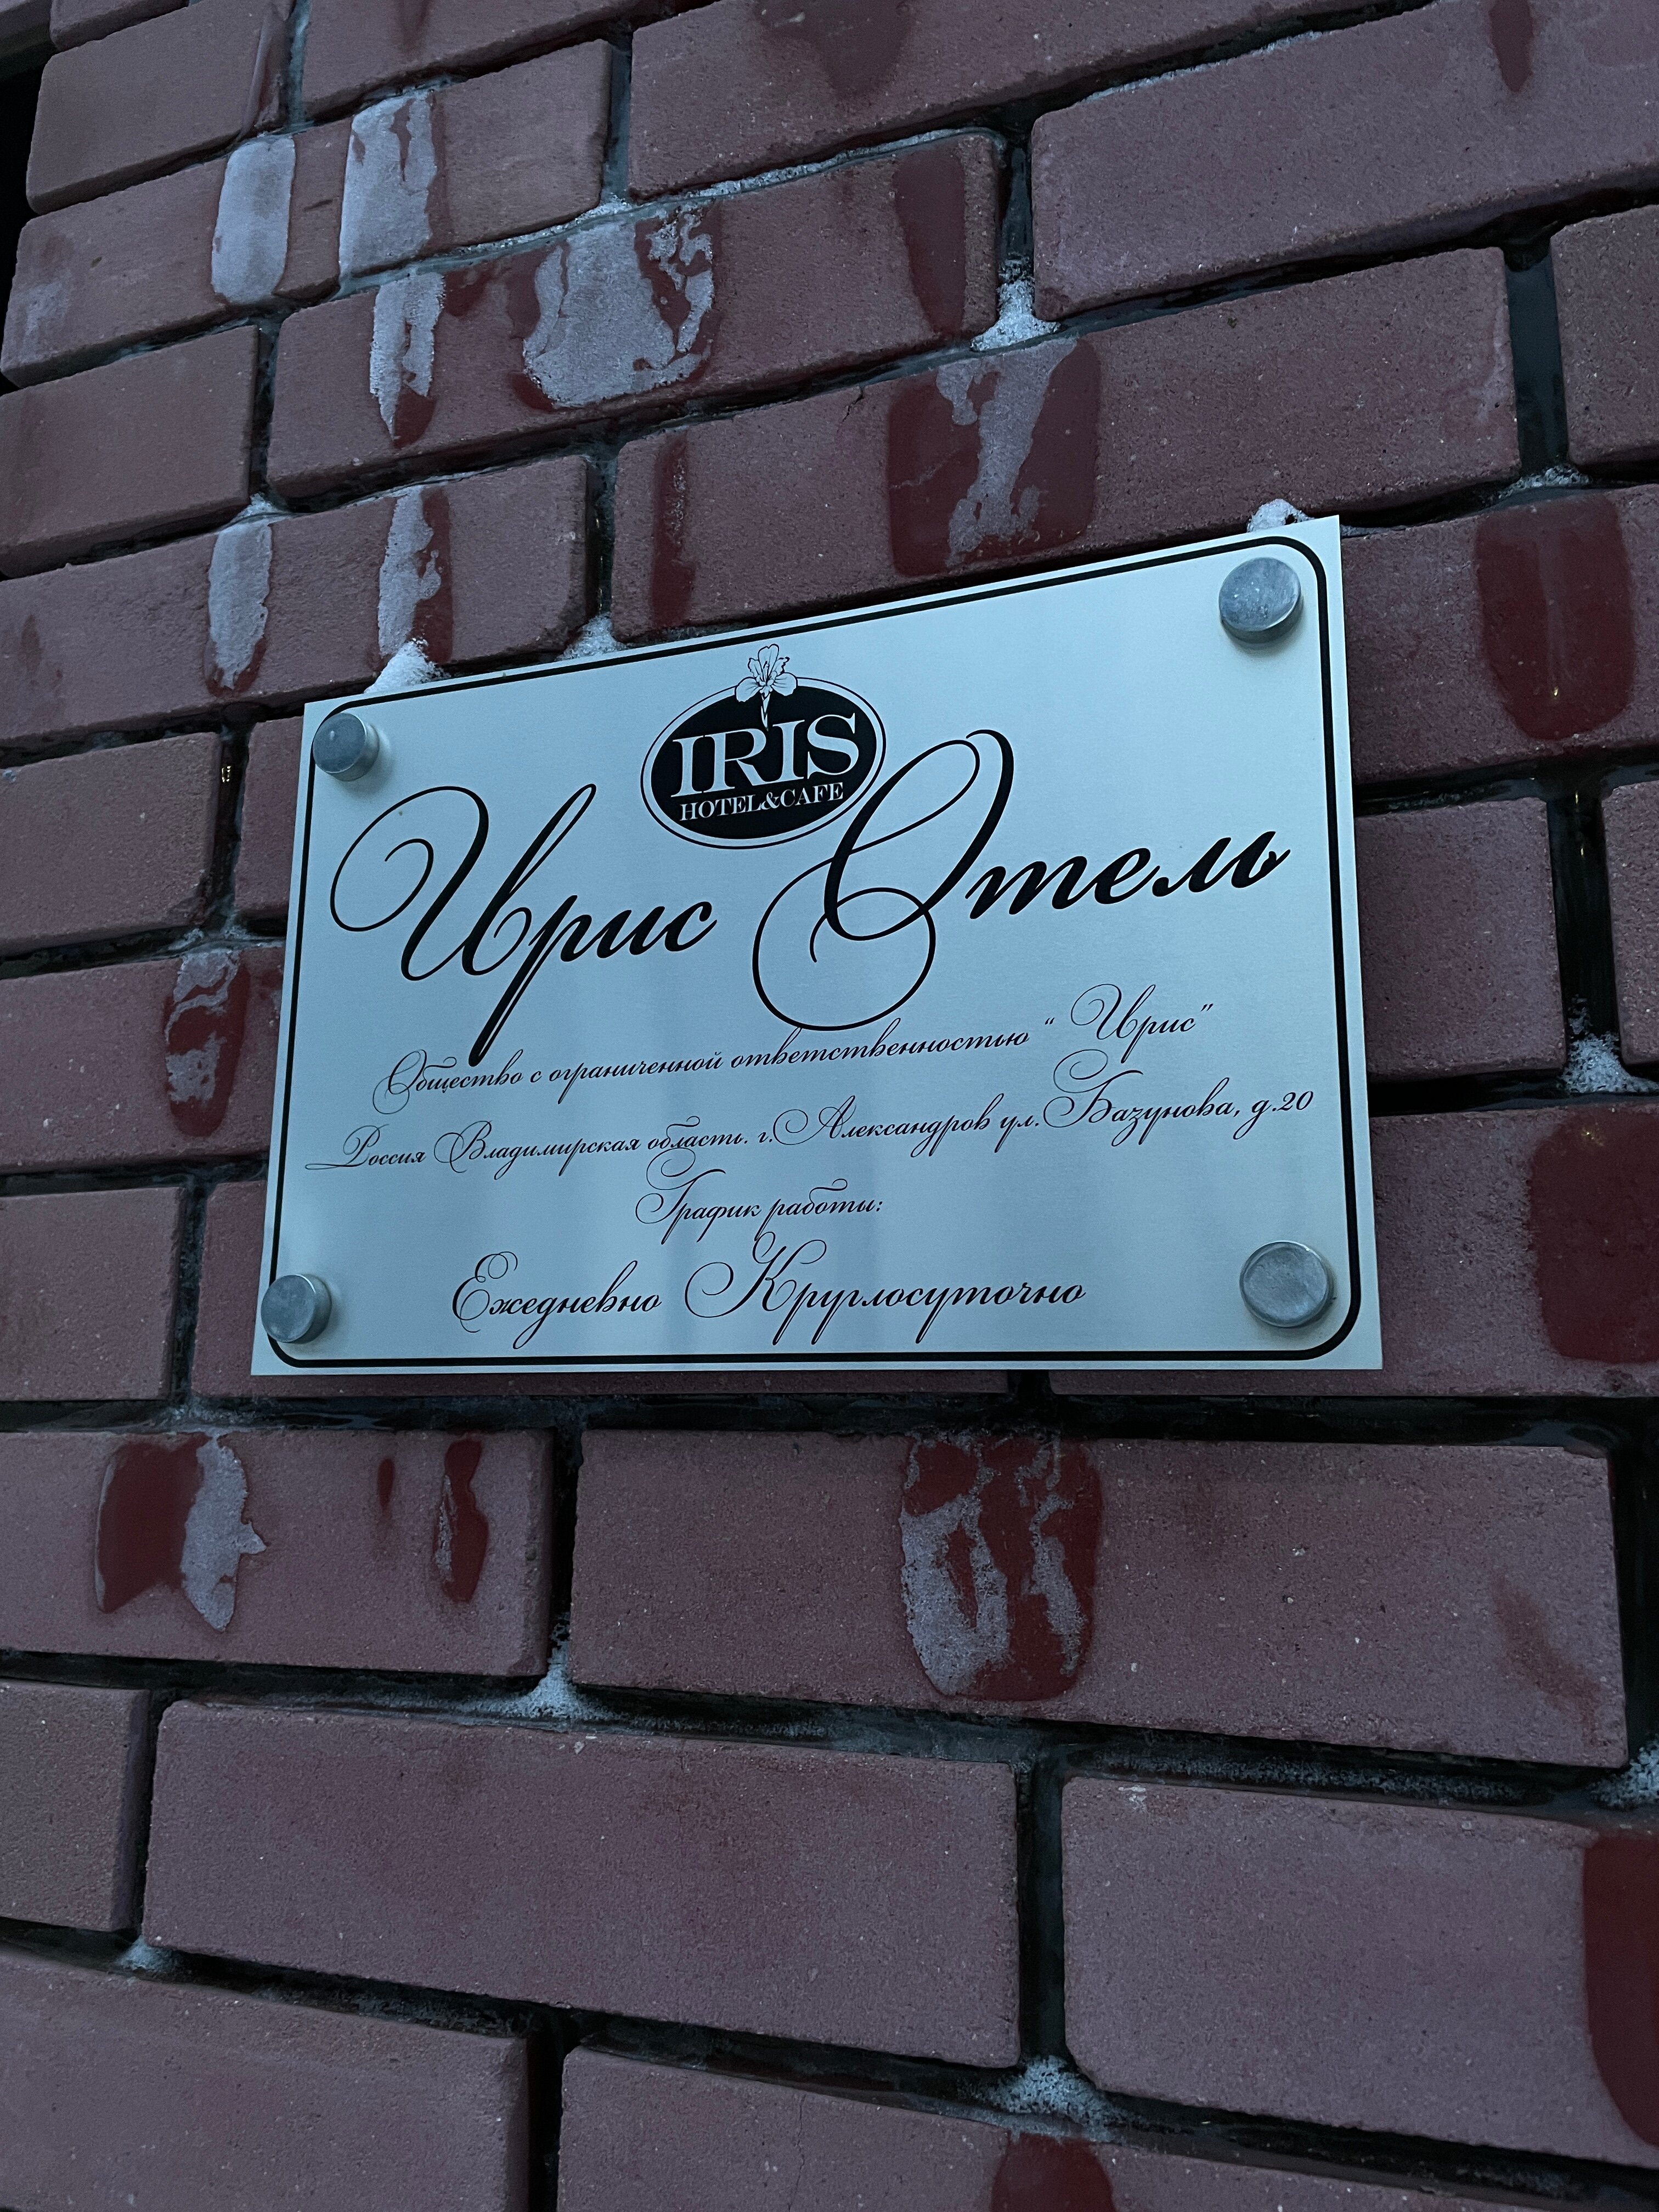 IRIS
HOTEL&CAFE
Ирис Отель
Общество с ограниченной ответственностью " Ирис"
Россия Владимирская область. г. Александров ул. Базунова, д.20
График работы:
Ежедневно Круглосуточно